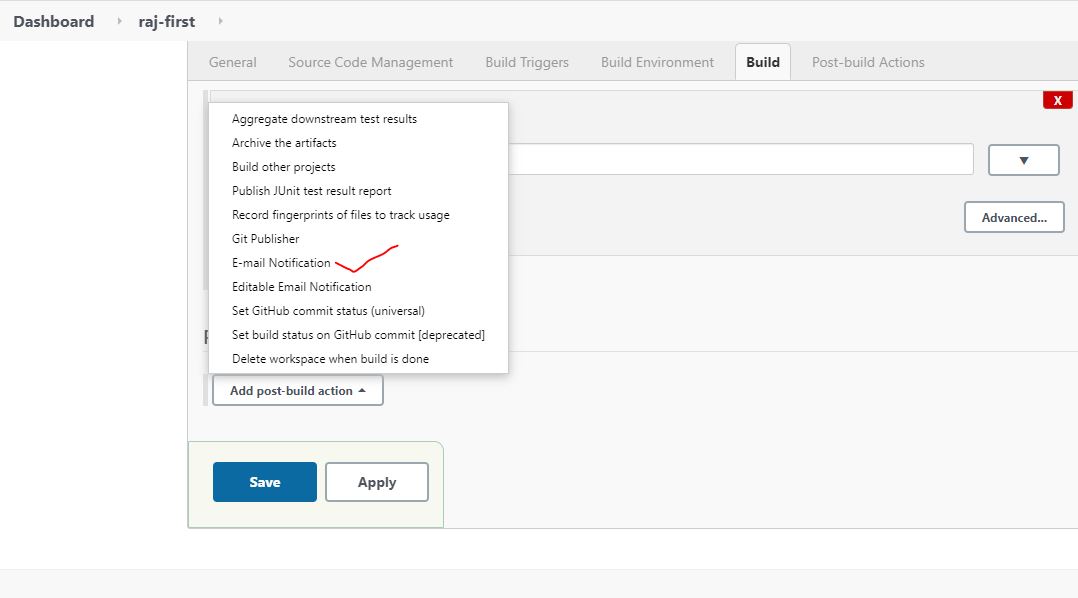 Dashboard raj-first
General Source Code Management Build Triggers Build Environment Build Post-build Actions
X
Aggregate downstream test results
Archive the artifacts
Build other projects
▼
Publish JUnit test result report
Record fingerprints of files to track usage
Advanced...
Git Publisher
E-mail Notification
Editable Email Notification
Set GitHub commit status (universal)
Set build status on GitHub commit [deprecated]
Delete workspace when build is done
Add post-build action
Save Apply